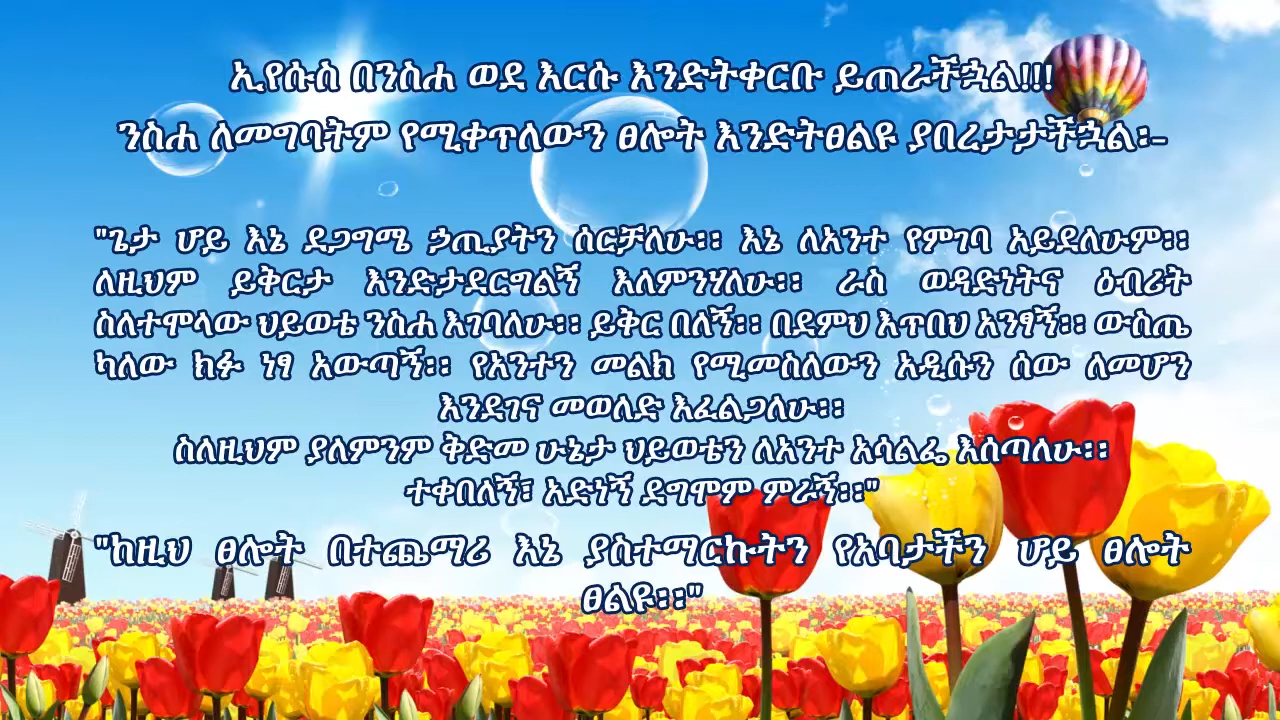 ኢየሱስ በንስሐ ወደ እርሱ እንድትቀርቡ ይጠራችኋል!!!
ንስሐ ለመግባትም የሚቀጥለውን ፀሎት እንድትፀልዩ ያበረታታችኋል፡-
"ጌታ ሆይ እኔ ደጋግሜ ኃጢያትን ሰርቻለሁ፡፡ እኔ ለአንተ የምገባ አይደለሁም፡፡
ለዚህም ይቅርታ እንድታደርግልኝ እለምንሃለሁ፡፡ ራስ ወዳድነትና ዕብሪት
ስለተሞላው ህይወቴ ንስሐ እገባለሁ፡፡ ይቅር በለኝ፡፡ በደምህ እጥበህ አንፃኝ፡፡ ውስጤ
ካለው ክፉ ነፃ አውጣኝ፡፡ የአንተን መልክ የሚመስለውን አዲሱን ሰው ለመሆን
እንደገና መወለድ እፈልጋለሁ፡፡
ስለዚህም ያለምንም ቅድመ ሁኔታ ህይወቴን ለአንተ አሳልፌ እሰጣለሁ፡፡
ተቀበለኝ፣ አድነኝ ደግሞም ምሯኝ፡፡"
"ከዚህ ፀሎት በተጨማሪ እኔ ያስተማርኩትን የአባታችን ሆይ ፀሎት
ፀልዩ፡፡"